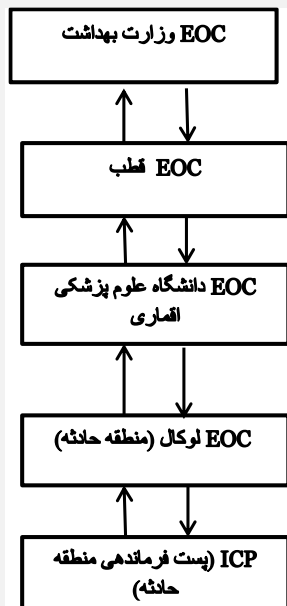 EOC وزارت بهداشت
EOC قطب
EOC دانشگاه علوم پزشکی
اقماری
EOC لوکال (منطقه حادثه)
ICP (پست فرماندهی منطقه
حادثه)